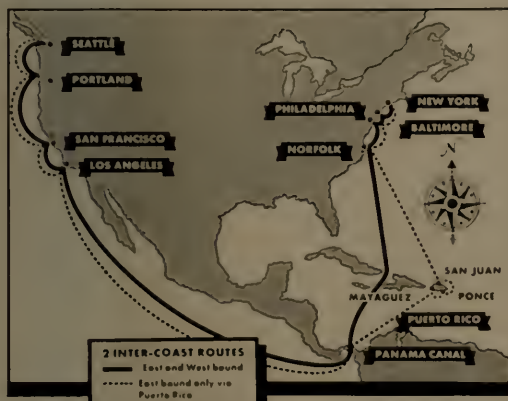 SEATTLE
PORTLAND
SAN FRANCISCO
LOS ANGELES
PHILADELPHIA
NEW YORK
BALTIMORE
NORFOLK
N
SAN JUAN
MAYAGUEZ
PONCE
PUERTO RICO
PANAMA CANAL
2 INTER-COAST ROUTES
East and West bound
East bound only via
Puerto Rico